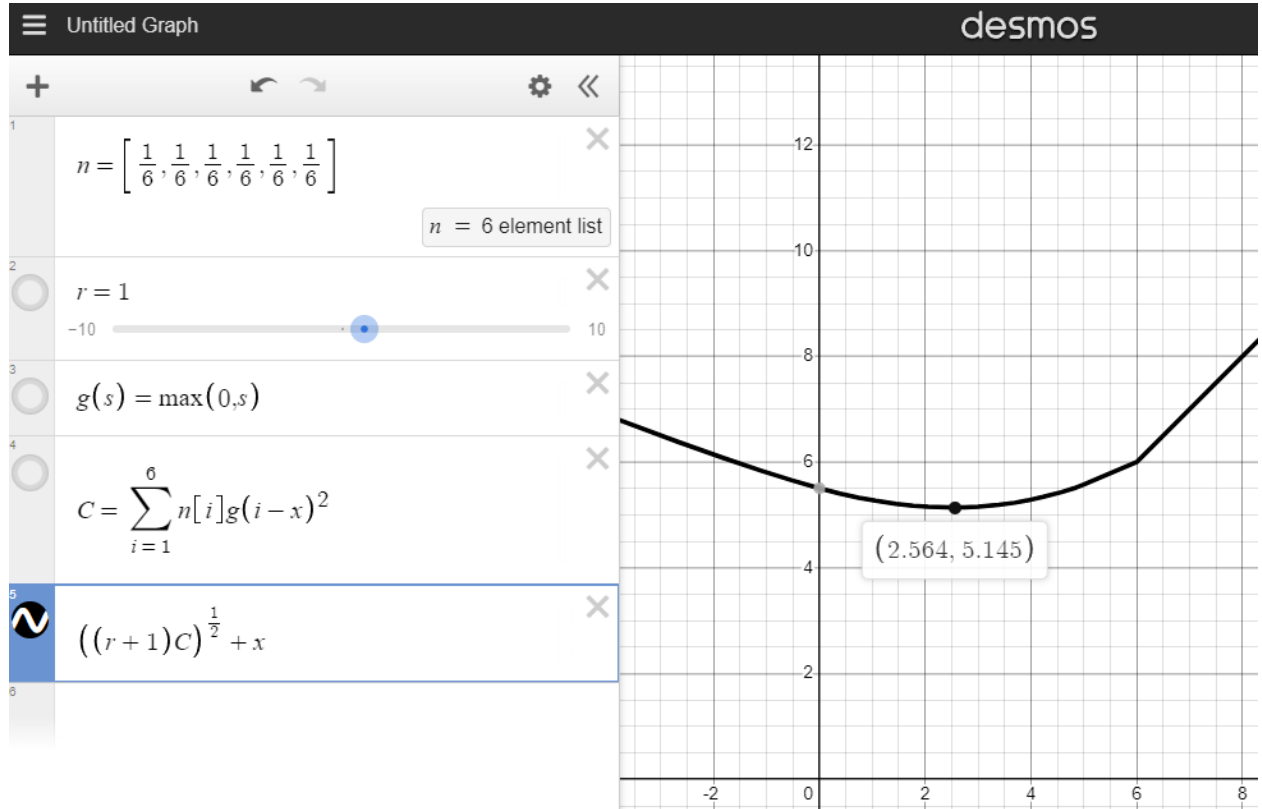 Untitled Graph
desmos
1
n = [ 1/6, 1/6, 1/6, 1/6, 1/6, 1/6 ]
n = 6 element list
2
r = 1
−10
10
3
g(s) = max(0,s)
4
C = ∑_{i=1}^{6} n[i]g(i−x)²
5
((r+1)C)^{1/2} + x
6
12
10
8
6
(2.564, 5.145)
4
2
-2 0 2 4 6 8